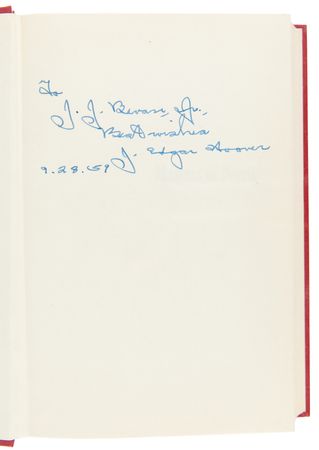 To
J. J. Bevan, Jr.,
Best wishes
J. Edgar Hoover
9.28.59